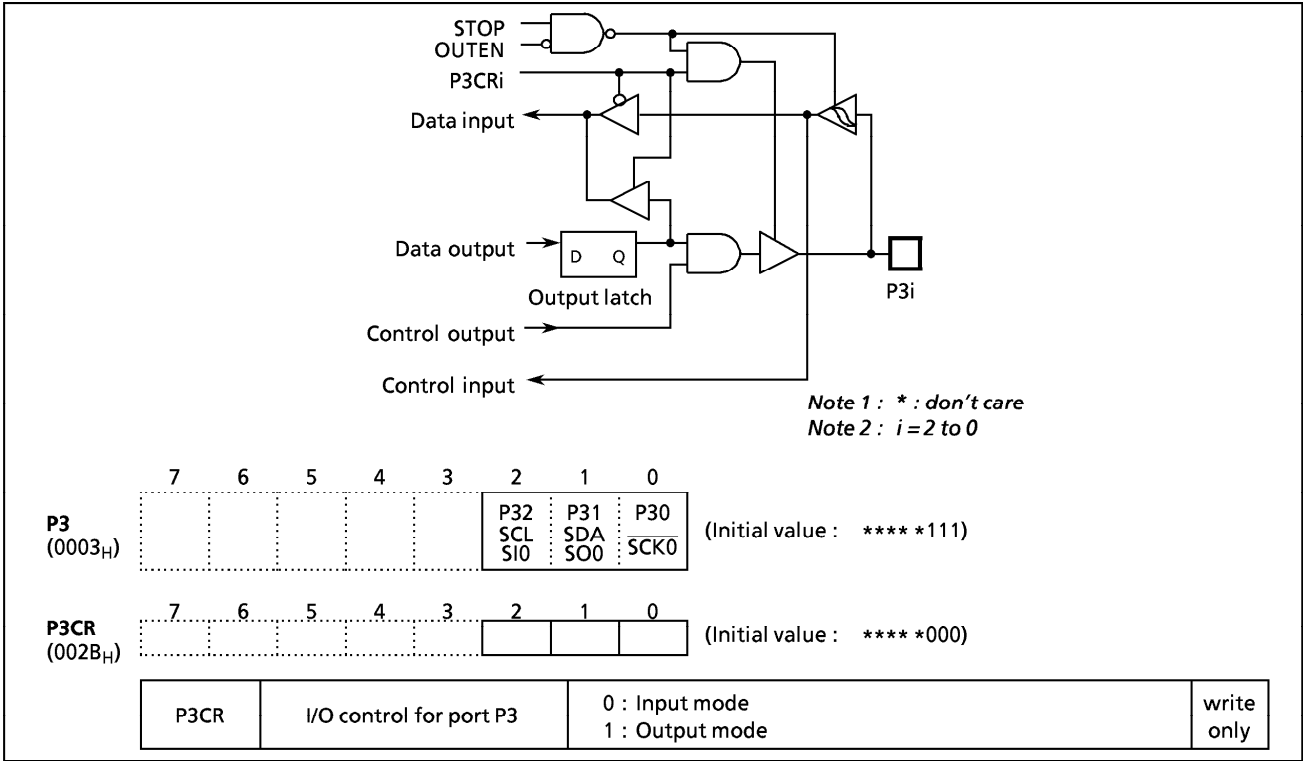 STOP
OUTEN
P3CRi
Data input
Data output
D Q
Output latch
P3i
Control output
Control input
Note 1 : * : don't care
Note 2 : i = 2 to 0
7 6 5 4 3 2 1 0
P3 (0003H)
P32 P31 P30
SCL SDA SCK0
SI0 SO0
(Initial value : **** *111)
7 6 5 4 3 2 1 0
P3CR (002BH)
(Initial value : **** *000)
P3CR I/O control for port P3
0 : Input mode
1 : Output mode
write
only